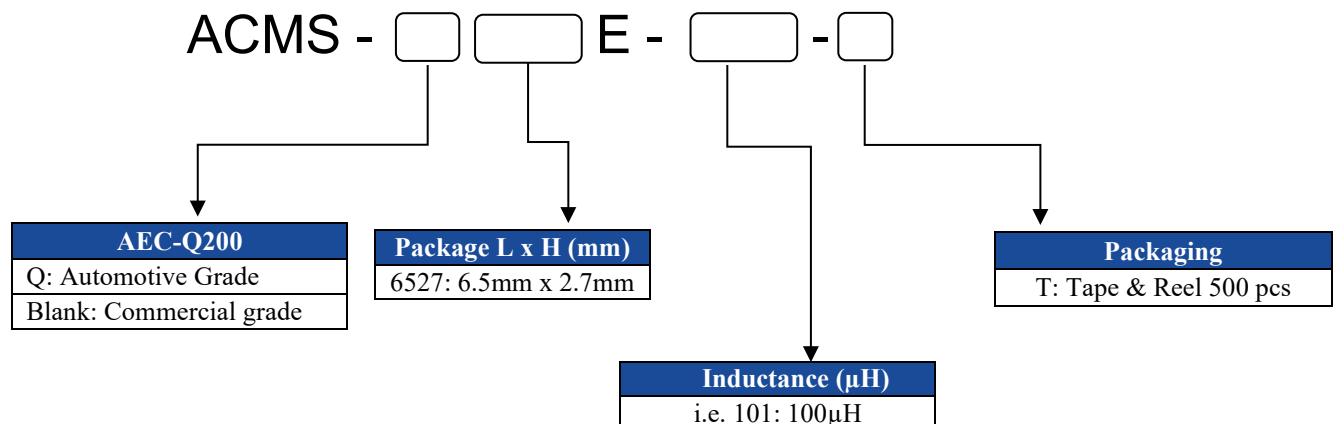 ACMS - E - -
AEC-Q200
Q: Automotive Grade
Blank: Commercial grade
Package L x H (mm)
6527: 6.5mm x 2.7mm
Packaging
T: Tape & Reel 500 pcs
Inductance (µH)
i.e. 101: 100µH